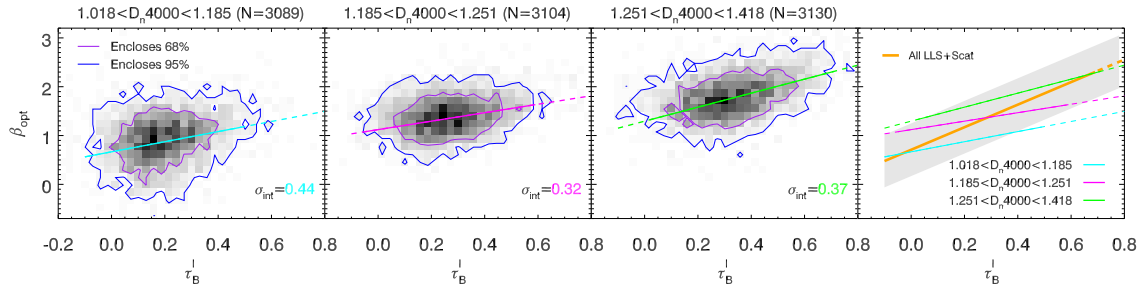 1.018<Dn4000<1.185 (N=3089)
1.185<Dn4000<1.251 (N=3104)
1.251<Dn4000<1.418 (N=3130)
Encloses 68%
Encloses 95%
All LLS+Scat
3
2
1
0
βopt
σint=0.44
σint=0.32
σint=0.37
1.018<Dn4000<1.185
1.185<Dn4000<1.251
1.251<Dn4000<1.418
-0.2 0.0 0.2 0.4 0.6 0.8
0.0 0.2 0.4 0.6 0.8
0.0 0.2 0.4 0.6 0.8
0.0 0.2 0.4 0.6 0.8
τBl
τBl
τBl
τBl